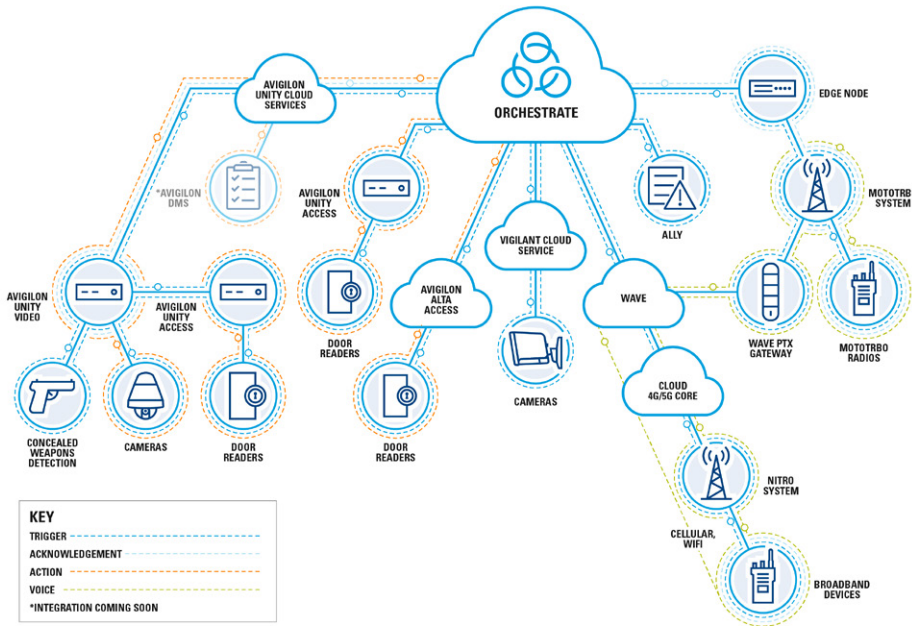 AVIGILON
UNITY CLOUD
SERVICES
ORCHESTRATE
EDGE NODE
*AVIGILON
DMS
AVIGILON
UNITY
ACCESS
ALLY
MOTOTRB
SYSTEM
VIGILANT CLOUD
SERVICE
AVIGILON
UNITY
VIDEO
AVIGILON
UNITY
ACCESS
DOOR
READERS
AVIGILON
ALTA
ACCESS
WAVE
WAVE PTX
GATEWAY
MOTOTRBO
RADIOS
CAMERAS
CLOUD
4G/5G CORE
CONCEALED
WEAPONS
DETECTION
CAMERAS
DOOR
READERS
DOOR
READERS
NITRO
SYSTEM
CELLULAR,
WIFI
BROADBAND
DEVICES
KEY
TRIGGER
ACKNOWLEDGEMENT
ACTION
VOICE
*INTEGRATION COMING SOON